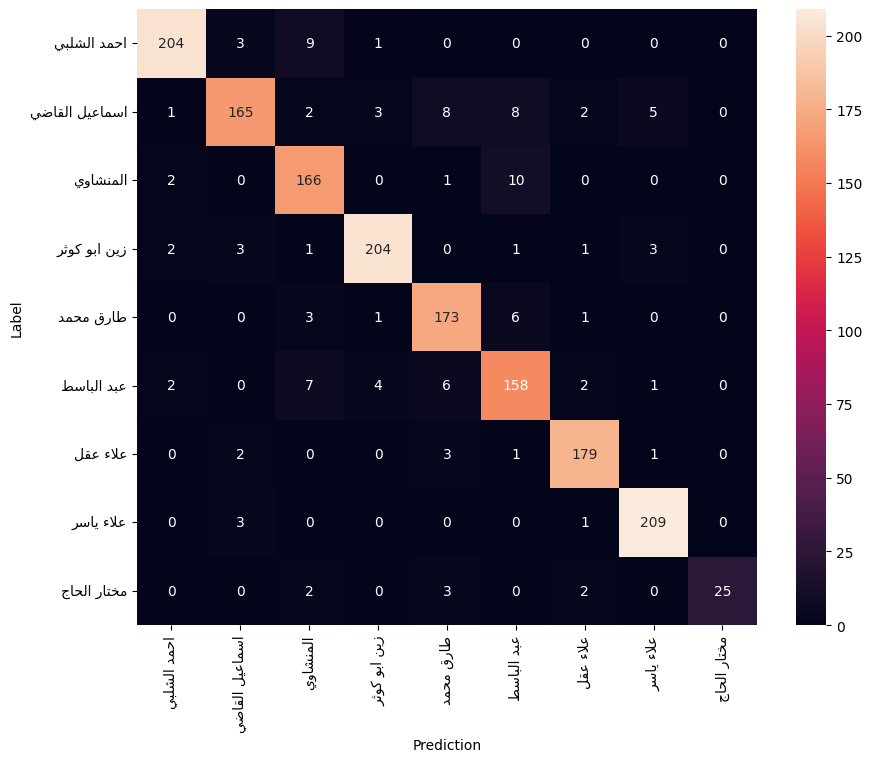 احمد الشلبي 204 3 9 1 0 0 0 0 0
اسماعيل القاضي 1 165 2 3 8 8 2 5 0
المنشاوي 2 0 166 0 1 10 0 0 0
زين ابو كوثر 2 3 1 204 0 1 1 3 0
طارق محمد 0 0 3 1 173 6 1 0 0
عبد الباسط 2 0 7 4 6 158 2 1 0
علاء عقل 0 2 0 0 3 1 179 1 0
علاء ياسر 0 3 0 0 0 0 1 209 0
مختار الحاج 0 0 2 0 3 0 2 0 25
Label
احمد الشلبي
اسماعيل القاضي
المنشاوي
زين ابو كوثر
طارق محمد
عبد الباسط
علاء عقل
علاء ياسر
مختار الحاج
Prediction
200
175
150
125
100
75
50
25
0